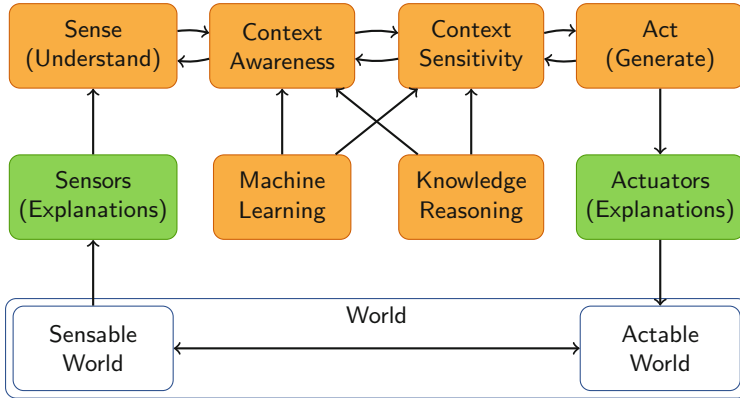 Sense
(Understand)
Context
Awareness
Context
Sensitivity
Act
(Generate)
Sensors
(Explanations)
Machine
Learning
Knowledge
Reasoning
Actuators
(Explanations)
World
Sensable
World
Actable
World